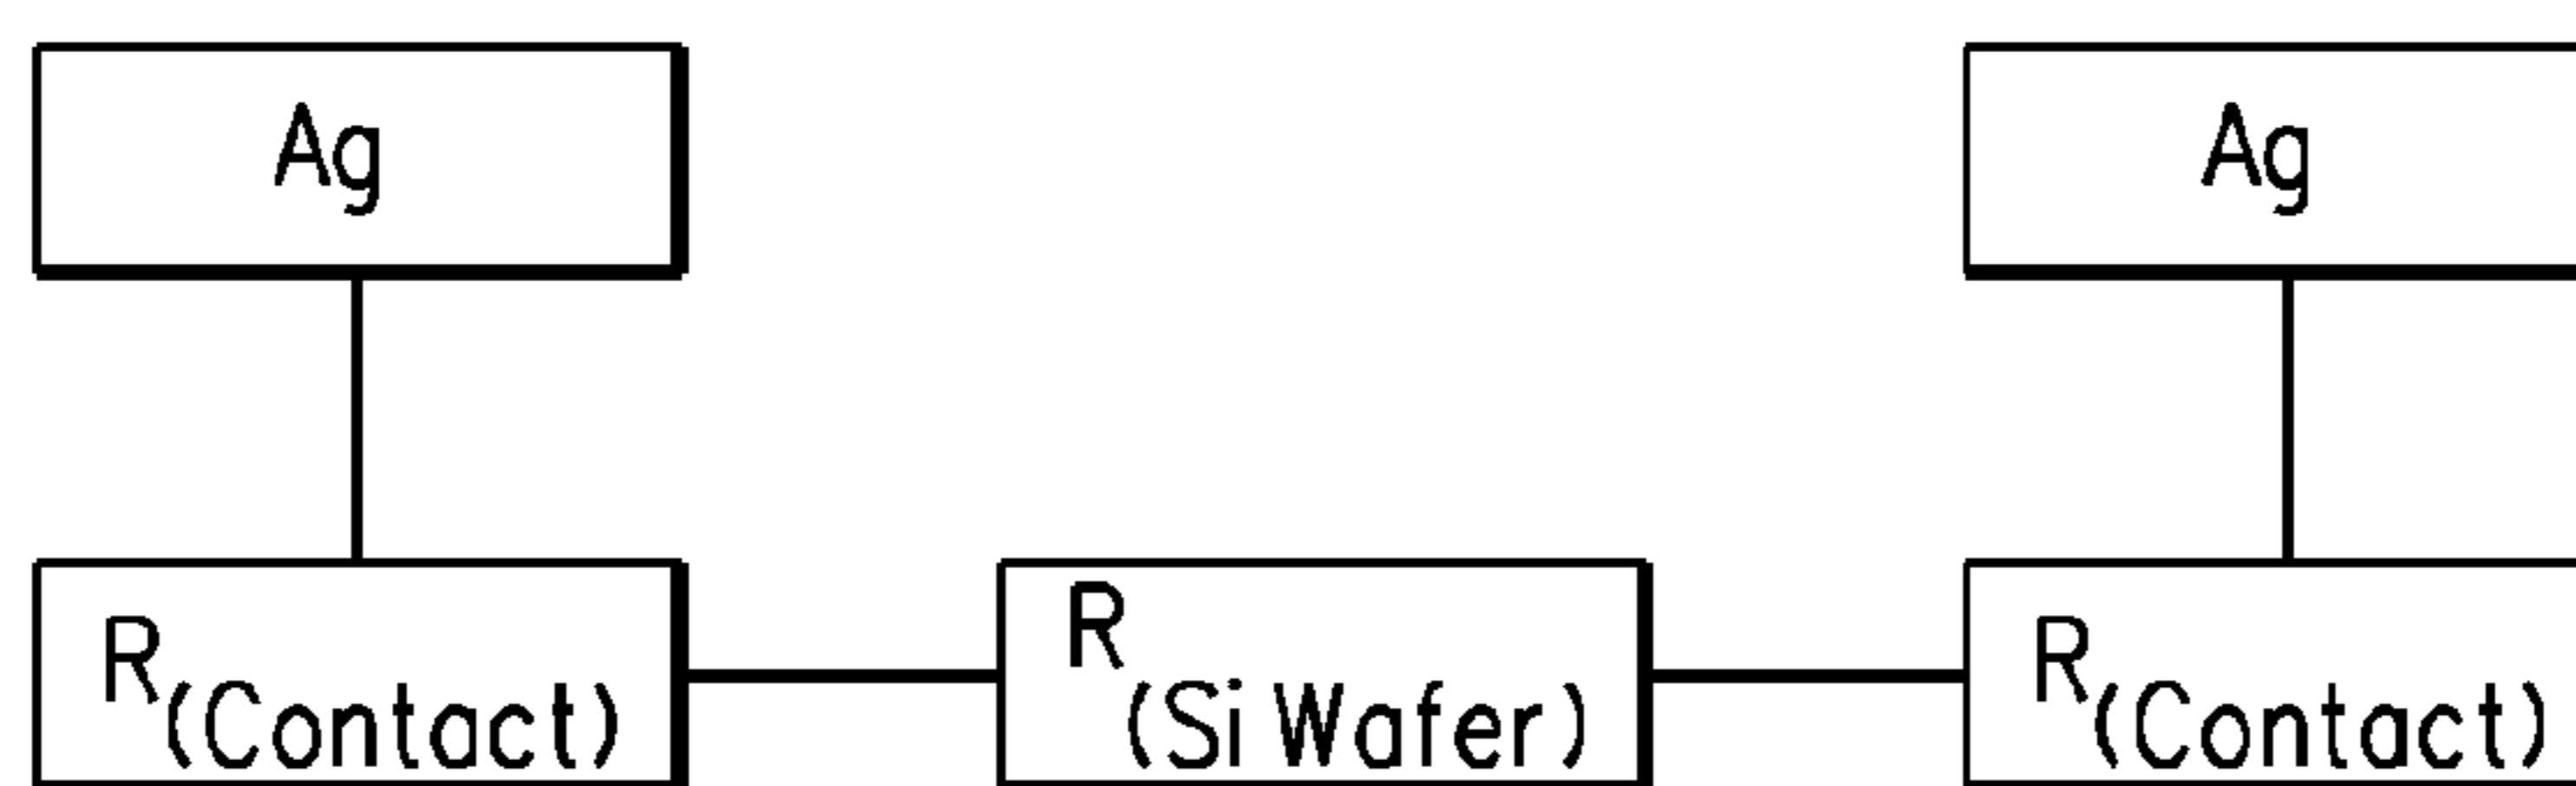 Ag
Ag
R(Contact)
R
(Si Wafer)
R(Contact)